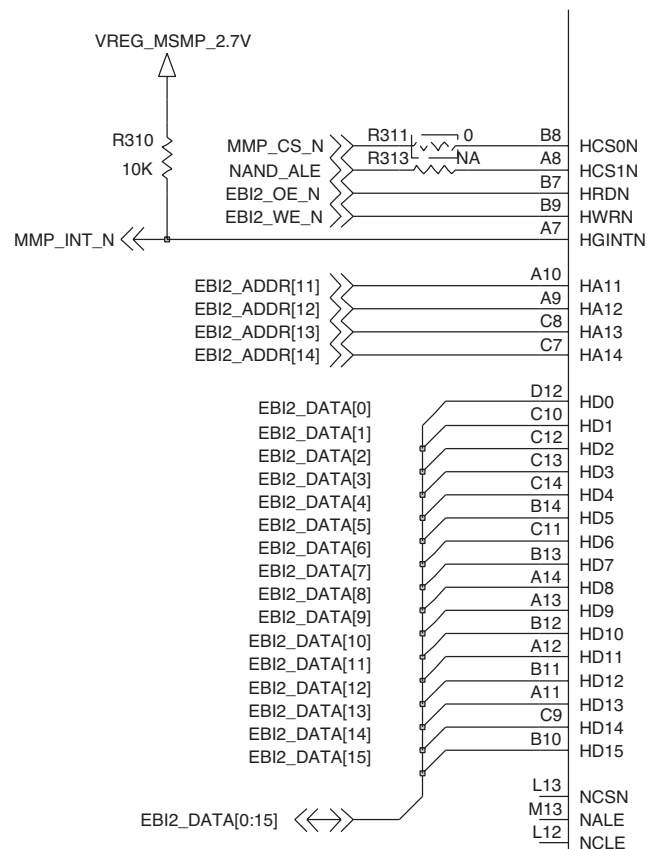 VREG_MSMP_2.7V
R310
10K
MMP_CS_N R311 0 B8 HCS0N
NAND_ALE R313 NA A8 HCS1N
EBI2_OE_N B7 HRDN
EBI2_WE_N B9 HWRN
MMP_INT_N A7 HGINTN
EBI2_ADDR[11] A10 HA11
EBI2_ADDR[12] A9 HA12
EBI2_ADDR[13] C8 HA13
EBI2_ADDR[14] C7 HA14
EBI2_DATA[0] D12 HD0
EBI2_DATA[1] C10 HD1
EBI2_DATA[2] C12 HD2
EBI2_DATA[3] C13 HD3
EBI2_DATA[4] C14 HD4
EBI2_DATA[5] B14 HD5
EBI2_DATA[6] C11 HD6
EBI2_DATA[7] B13 HD7
EBI2_DATA[8] A14 HD8
EBI2_DATA[9] A13 HD9
EBI2_DATA[10] B12 HD10
EBI2_DATA[11] A12 HD11
EBI2_DATA[12] B11 HD12
EBI2_DATA[13] A11 HD13
EBI2_DATA[14] C9 HD14
EBI2_DATA[15] B10 HD15
L13 NCSN
EBI2_DATA[0:15] M13 NALE
L12 NCLE